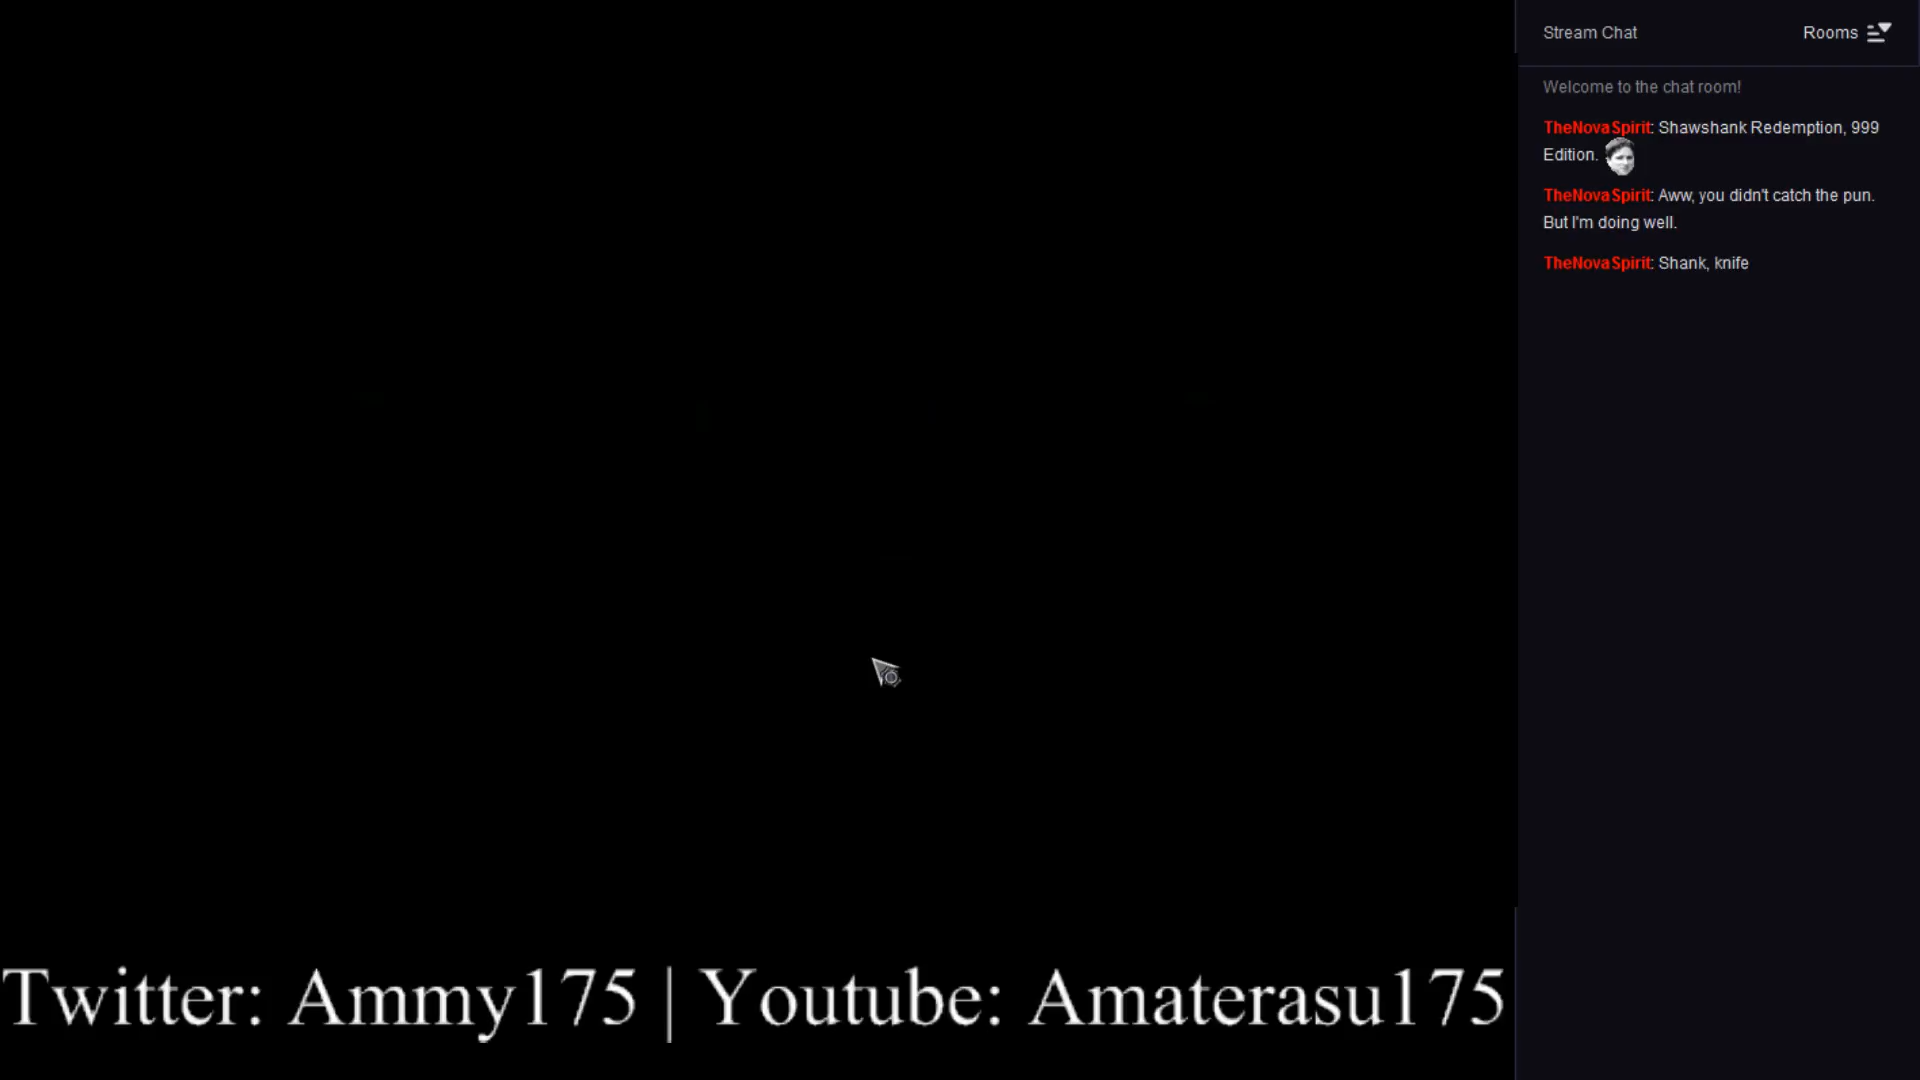 Stream Chat
Rooms
Welcome to the chat room!
TheNovaSpirit: Shawshank Redemption, 999
Edition.
TheNovaSpirit: Aww, you didn't catch the pun.
But I'm doing well.
TheNovaSpirit: Shank, knife
Twitter: Ammy175 | Youtube: Amaterasu175